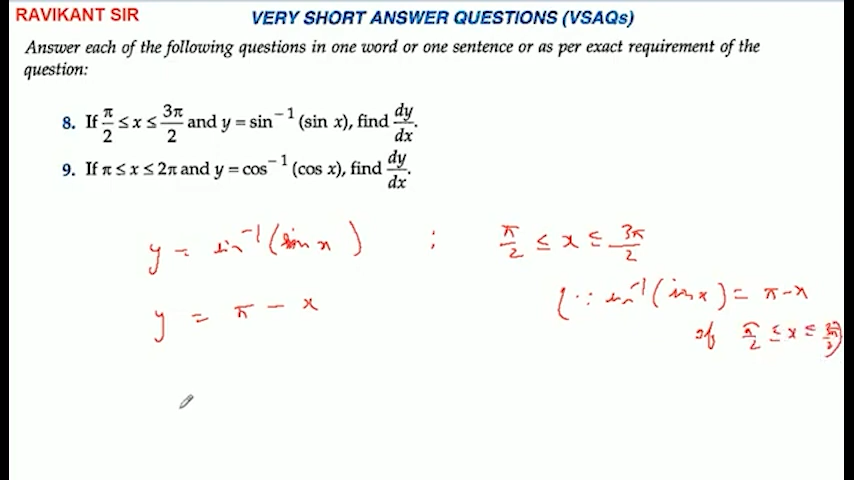 RAVIKANT SIR
VERY SHORT ANSWER QUESTIONS (VSAQs)
Answer each of the following questions in one word or one sentence or as per exact requirement of the
question:
8. If π/2 ≤ x ≤ 3π/2 and y = sin⁻¹ (sin x), find dy/dx.
9. If π ≤ x ≤ 2π and y = cos⁻¹ (cos x), find dy/dx.
y = sin⁻¹ (sin x) ; π/2 ≤ x ≤ 3π/2
(∵ sin⁻¹ (sin x) = π - x
y = π - x
if π/2 ≤ x ≤ 3π/2)